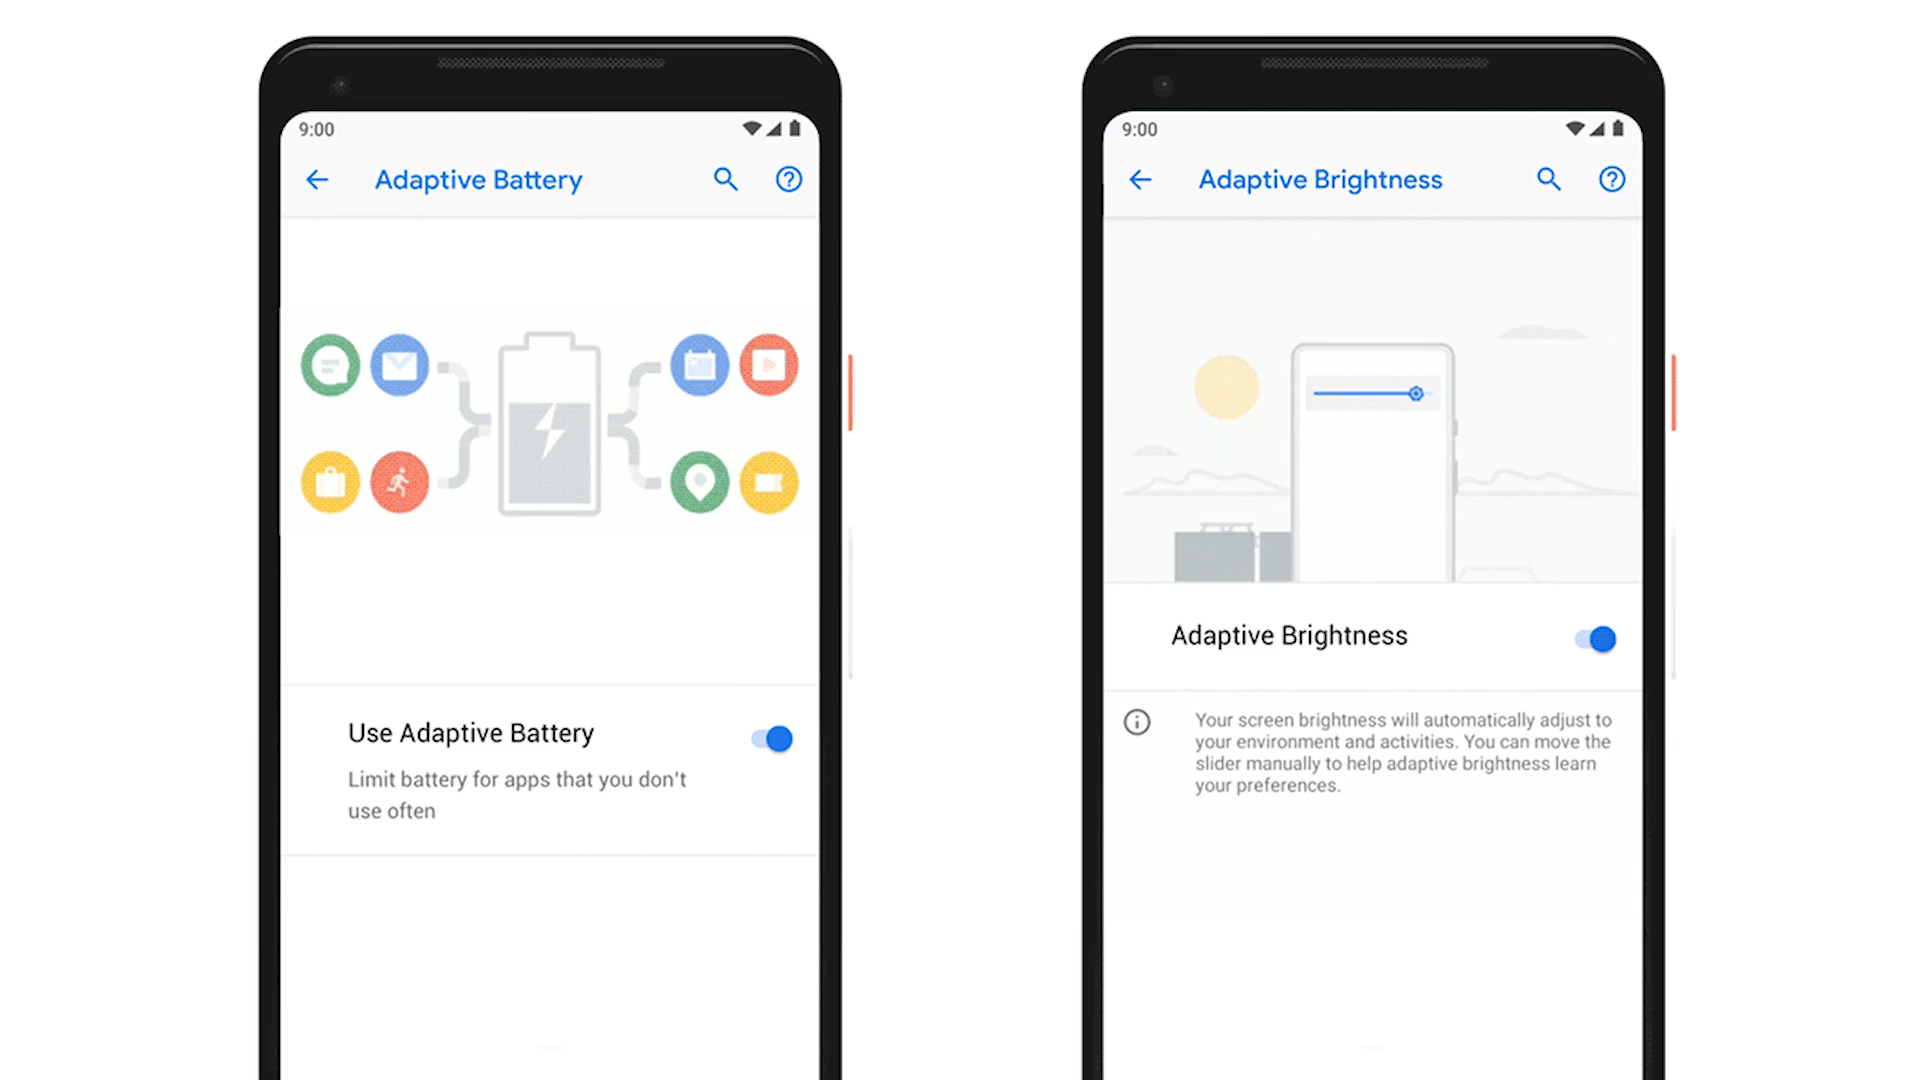 9:00
Adaptive Battery
Use Adaptive Battery
Limit battery for apps that you don't
use often
9:00
Adaptive Brightness
Adaptive Brightness
Your screen brightness will automatically adjust to
your environment and activities. You can move the
slider manually to help adaptive brightness learn
your preferences.